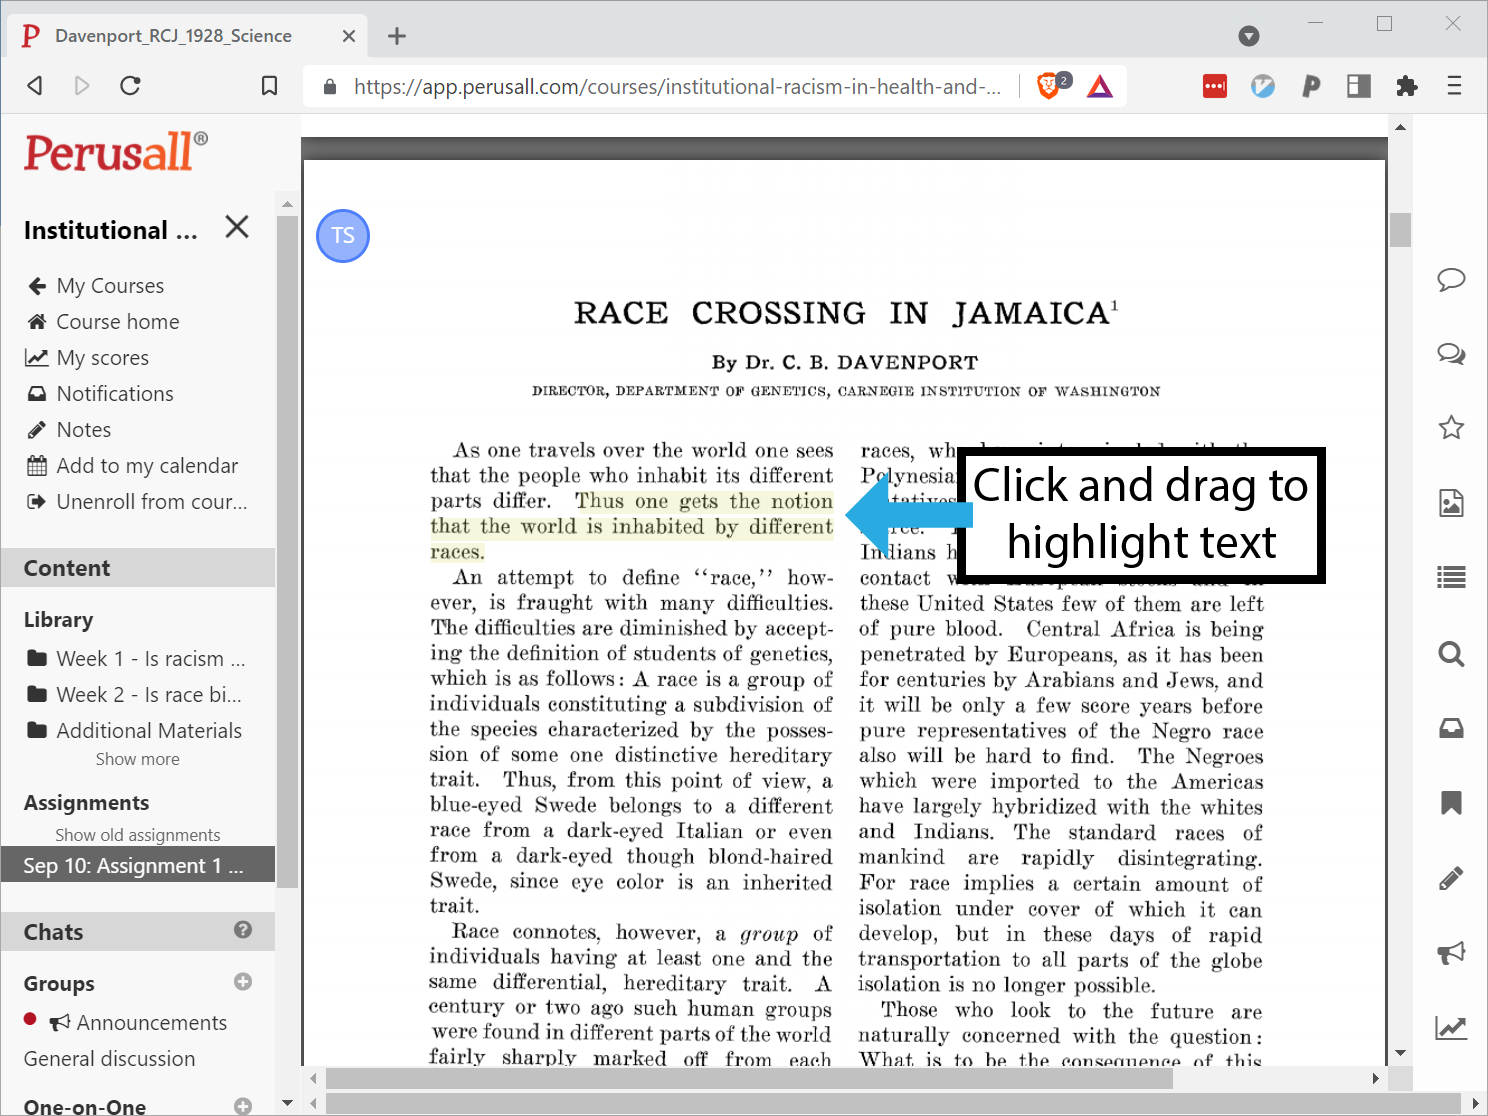 Davenport_RCJ_1928_Science
https://app.perusall.com/courses/institutional-racism-in-health-and-...
2
Perusall®
Institutional ...
My Courses
Course home
My scores
Notifications
Notes
Add to my calendar
Unenroll from cour...
Content
Library
Week 1 - Is racism ...
Week 2 - Is race bi...
Additional Materials
Show more
Assignments
Show old assignments
Sep 10: Assignment 1 ...
Chats
Groups
Announcements
General discussion
One-on-One
TS
RACE CROSSING IN JAMAICA¹
By Dr. C. B. DAVENPORT
DIRECTOR, DEPARTMENT OF GENETICS, CARNEGIE INSTITUTION OF WASHINGTON
As one travels over the world one sees
that the people who inhabit its different
parts differ. Thus one gets the notion
that the world is inhabited by different
races.
An attempt to define "race," how-
ever, is fraught with many difficulties.
The difficulties are diminished by accept-
ing the definition of students of genetics,
which is as follows: A race is a group of
individuals constituting a subdivision of
the species characterized by the posses-
sion of some one distinctive hereditary
trait. Thus, from this point of view, a
blue-eyed Swede belongs to a different
race from a dark-eyed Italian or even
from a dark-eyed though blond-haired
Swede, since eye color is an inherited
trait.
Race connotes, however, a group of
individuals having at least one and the
same differential, hereditary trait. A
century or two ago such human groups
were found in different parts of the world
fairly sharply marked off from each
races,
Indians
contact
these United States few of them are left
of pure blood. Central Africa is being
penetrated by Europeans, as it has been
for centuries by Arabians and Jews, and
it will be only a few score years before
pure representatives of the Negro race
also will be hard to find. The Negroes
which were imported to the Americas
have largely hybridized with the whites
and Indians. The standard races of
mankind are rapidly disintegrating.
For race implies a certain amount of
isolation under cover of which it can
develop, but in these days of rapid
transportation to all parts of the globe
isolation is no longer possible.
Those who look to the future are
naturally concerned with the question:
What is to be the consequence of this
Click and drag to
highlight text